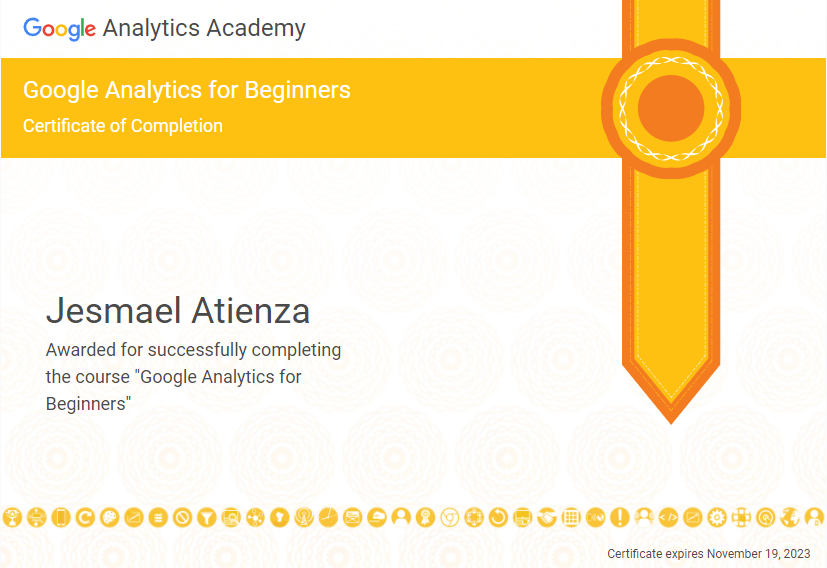 Google Analytics Academy
Google Analytics for Beginners
Certificate of Completion
Jesmael Atienza
Awarded for successfully completing
the course "Google Analytics for
Beginners"
Certificate expires November 19, 2023